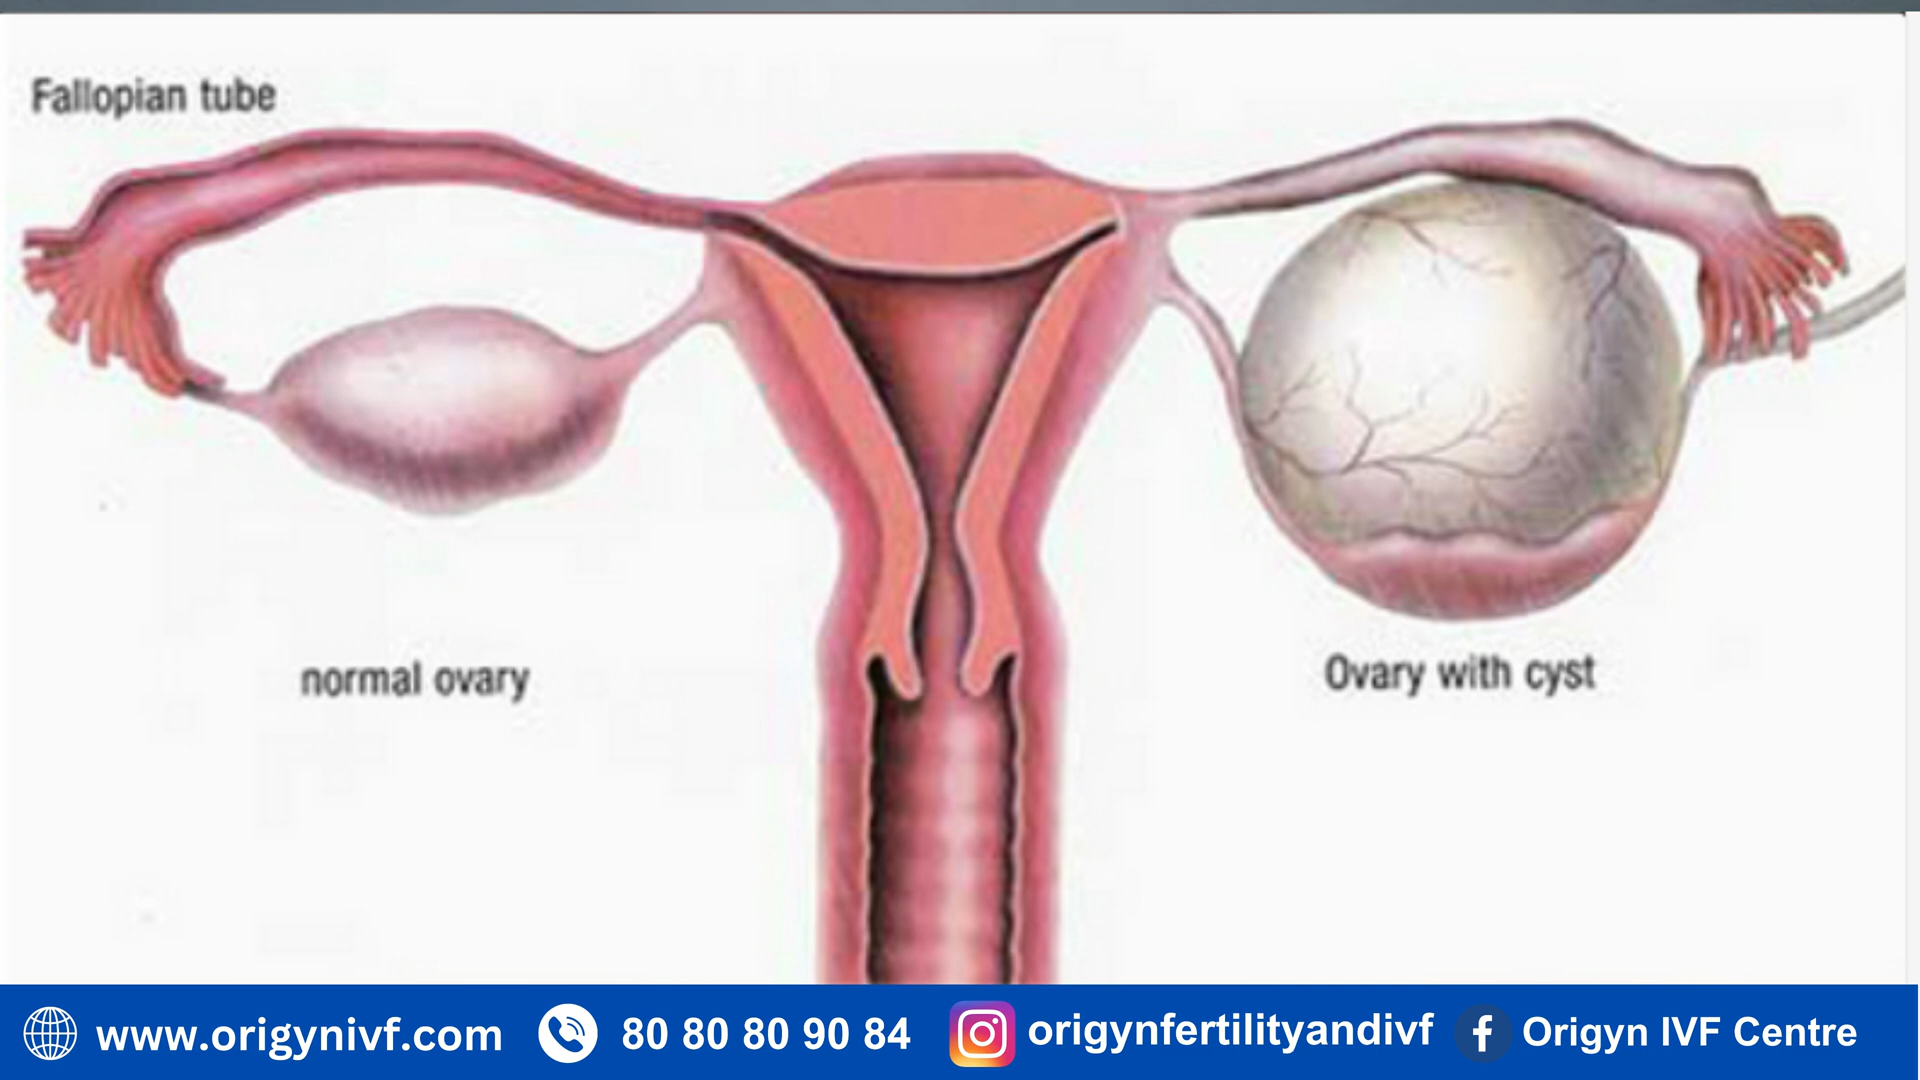 Fallopian tube
normal ovary
Ovary with cyst
www.origynivf.com
80 80 80 90 84
origynfertilityandivf
Origyn IVF Centre